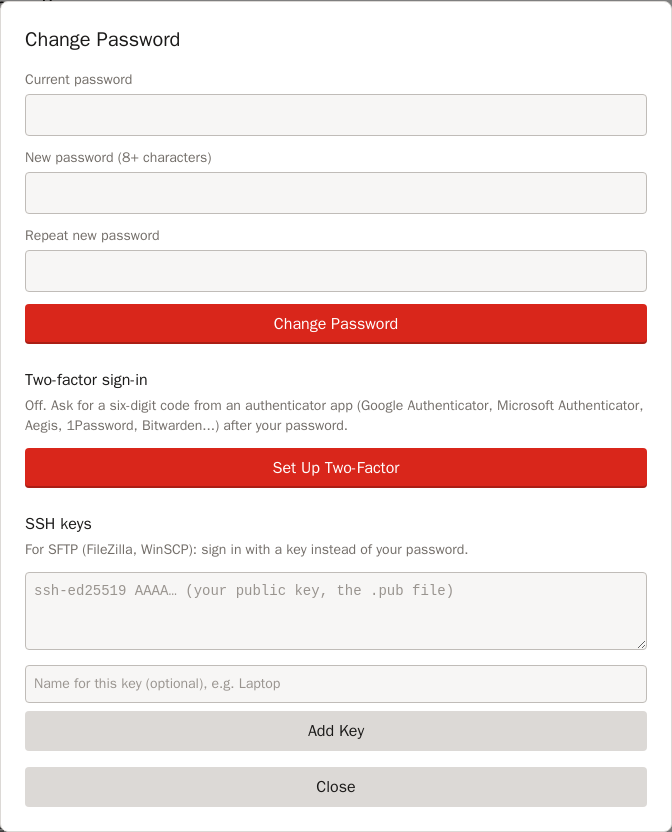 Change Password
Current password
New password (8+ characters)
Repeat new password
Change Password
Two-factor sign-in
Off. Ask for a six-digit code from an authenticator app (Google Authenticator, Microsoft Authenticator,
Aegis, 1Password, Bitwarden...) after your password.
Set Up Two-Factor
SSH keys
For SFTP (FileZilla, WinSCP): sign in with a key instead of your password.
ssh-ed25519 AAAA… (your public key, the .pub file)
Name for this key (optional), e.g. Laptop
Add Key
Close